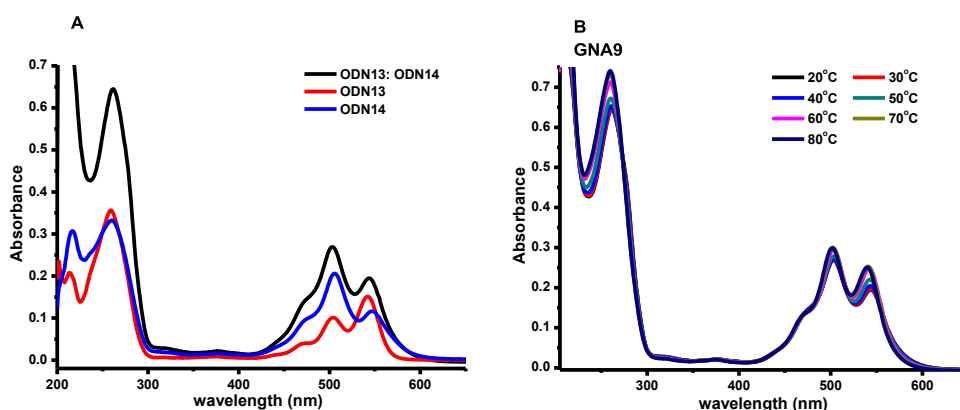 A
0.7
0.6
0.5
0.4
0.3
0.2
0.1
0.0
Absorbance
200 300 400 500 600
wavelength (nm)
ODN13: ODN14
ODN13
ODN14
B
GNA9
0.7
0.6
0.5
0.4
0.3
0.2
0.1
0.0
Absorbance
300 400 500 600
wavelength (nm)
20°C 30°C
40°C 50°C
60°C 70°C
80°C